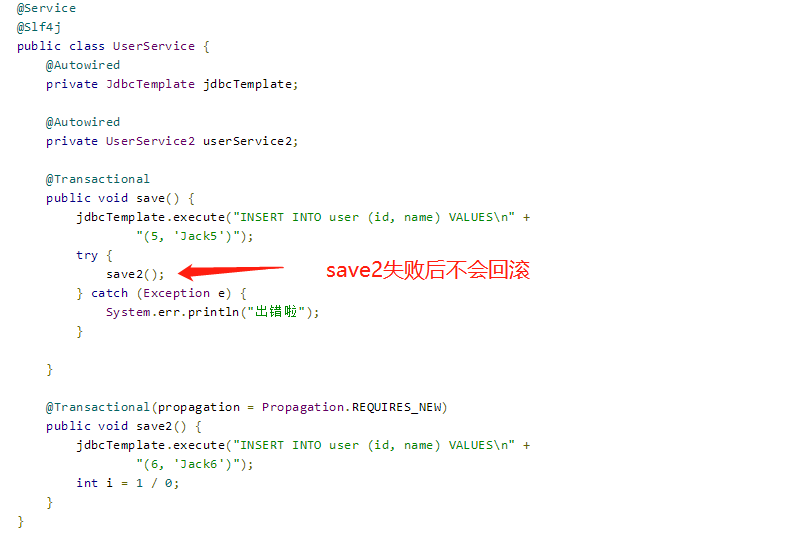 @Service
@Slf4j
public class UserService {
    @Autowired
    private JdbcTemplate jdbcTemplate;

    @Autowired
    private UserService2 userService2;

    @Transactional
    public void save() {
        jdbcTemplate.execute("INSERT INTO user (id, name) VALUES\n" +
                "(5, 'Jack5')");
        try {
            save2(); save2失败后不会回滚
        } catch (Exception e) {
            System.err.println("出错啦");
        }

    }

    @Transactional(propagation = Propagation.REQUIRES_NEW)
    public void save2() {
        jdbcTemplate.execute("INSERT INTO user (id, name) VALUES\n" +
                "(6, 'Jack6')");
        int i = 1 / 0;
    }
}